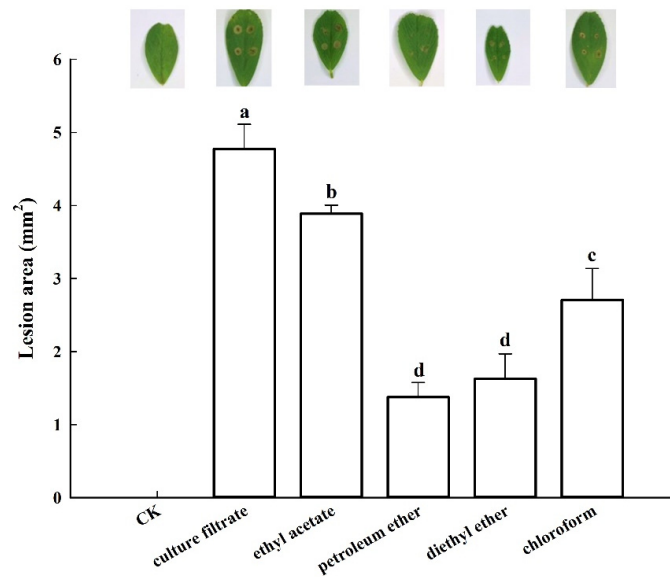 6
5
4
3
2
1
0
Lesion area (mm²)
a
b
d
d
c
CK
culture filtrate
ethyl acetate
petroleum ether
diethyl ether
chloroform